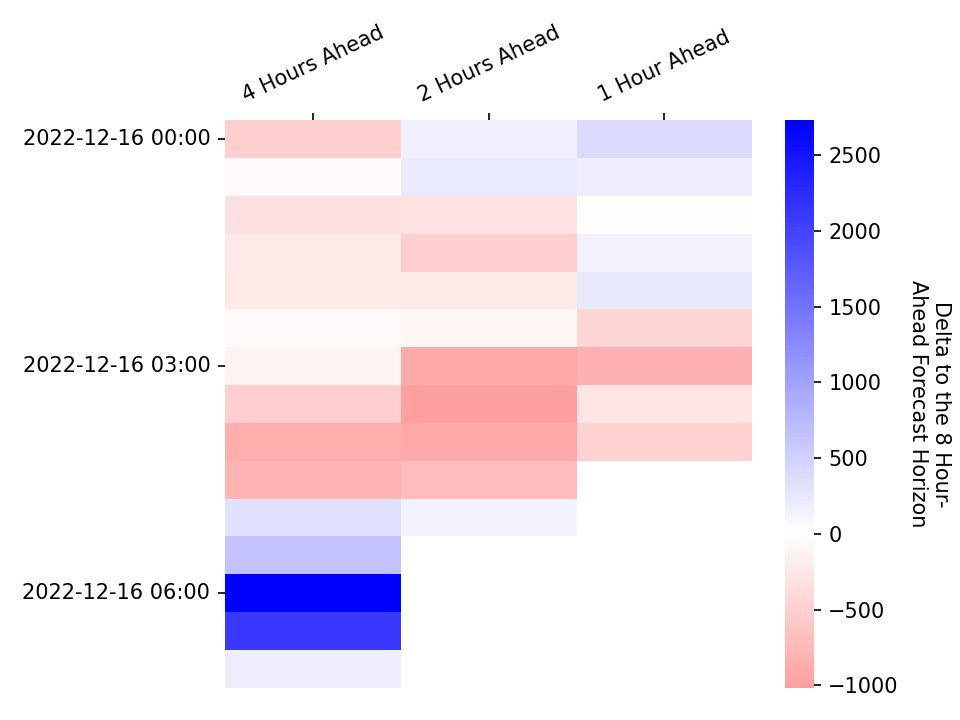 4 Hours Ahead
2 Hours Ahead
1 Hour Ahead
2022-12-16 00:00
2022-12-16 03:00
2022-12-16 06:00
2500
2000
1500
1000
500
0
−500
−1000
Delta to the 8 Hour-
Ahead Forecast Horizon